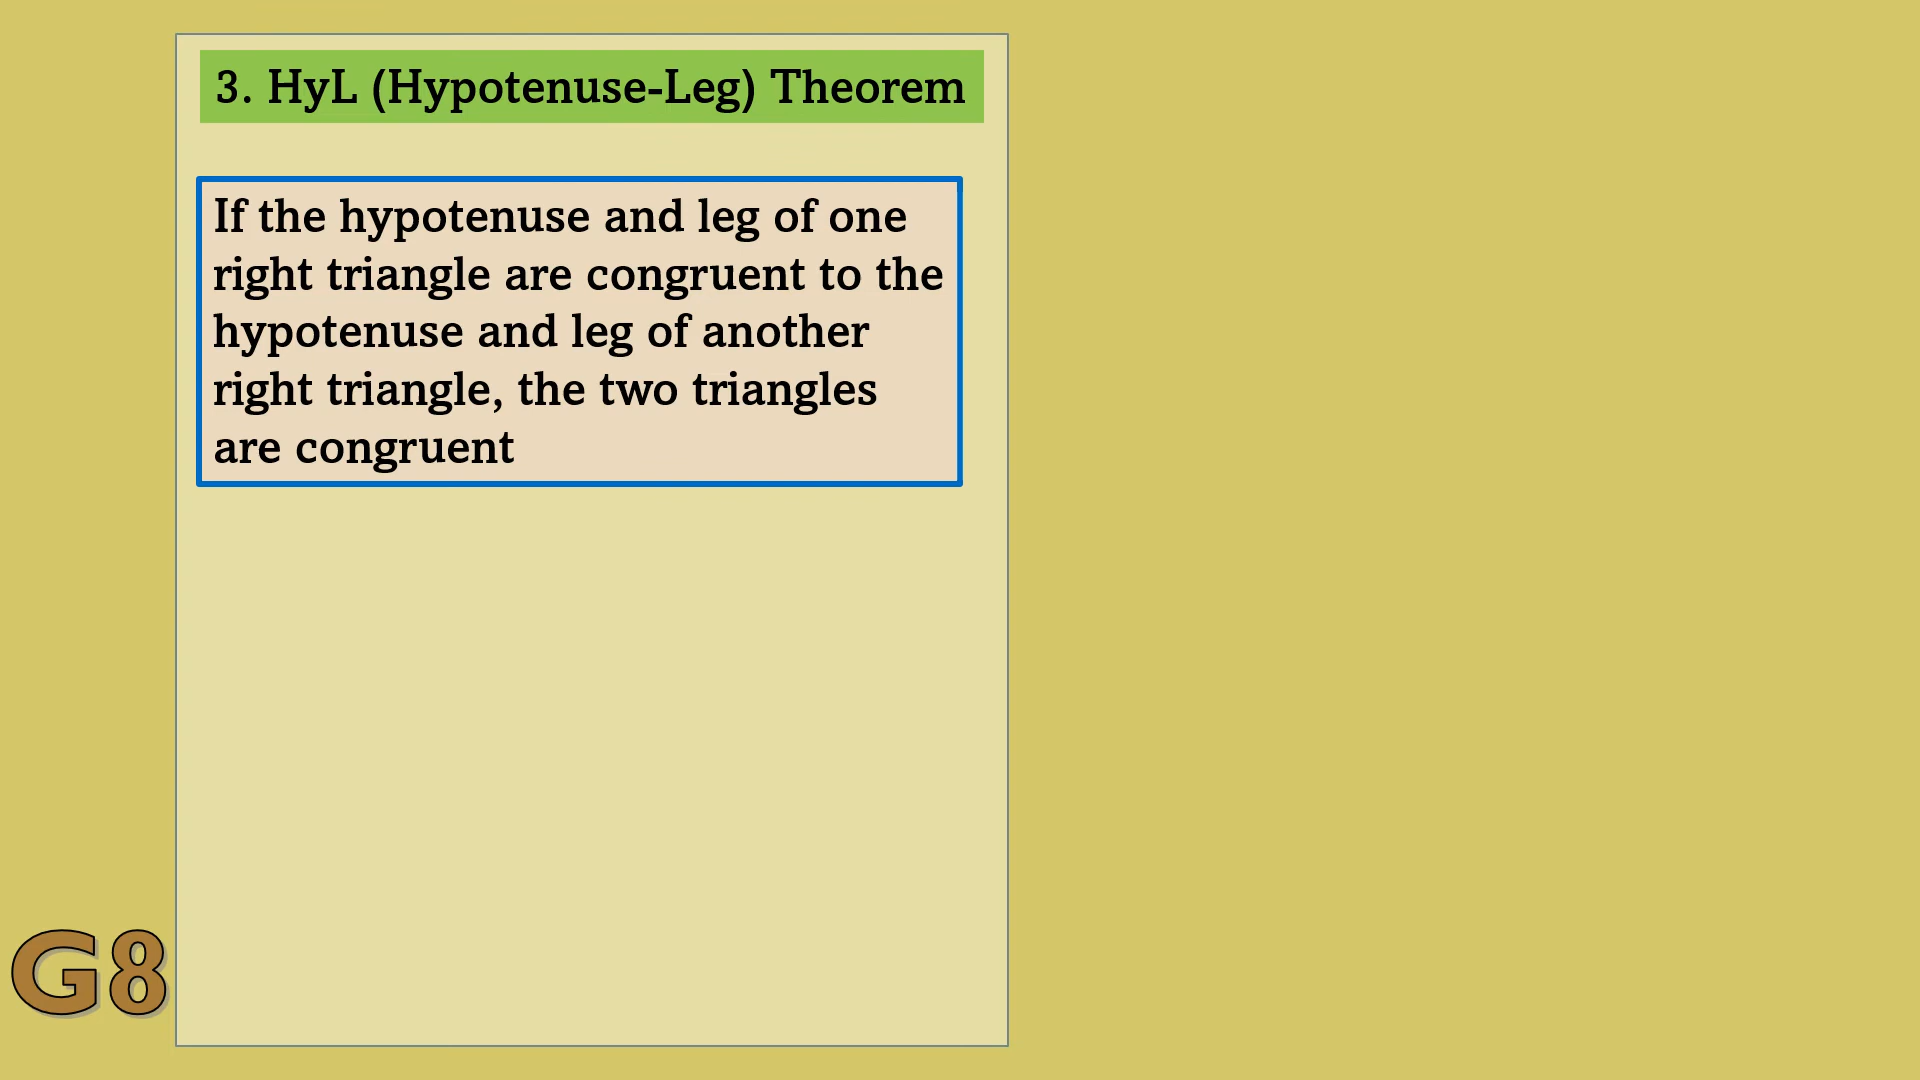 3. HyL (Hypotenuse-Leg) Theorem
If the hypotenuse and leg of one
right triangle are congruent to the
hypotenuse and leg of another
right triangle, the two triangles
are congruent
G8